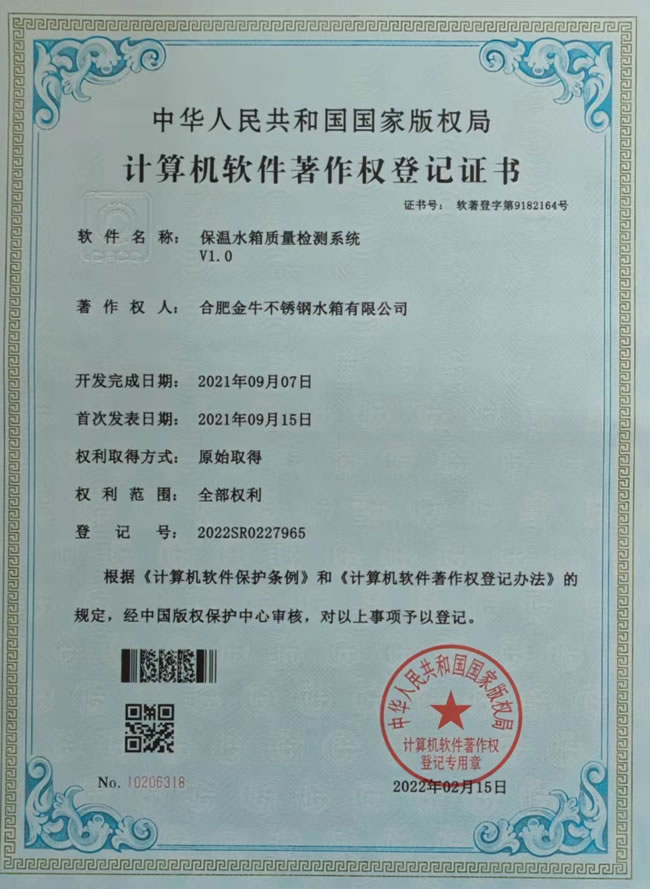 中华人民共和国国家版权局
计算机软件著作权登记证书
证书号： 软著登字第9182164号
软件名称： 保温水箱质量检测系统
V1.0
著作权人： 合肥金牛不锈钢水箱有限公司
开发完成日期： 2021年09月07日
首次发表日期： 2021年09月15日
权利取得方式： 原始取得
权利范围： 全部权利
登记号： 2022SR0227965
根据《计算机软件保护条例》和《计算机软件著作权登记办法》的
规定，经中国版权保护中心审核，对以上事项予以登记。
中华人民共和国国家版权局
计算机软件著作权
登记专用章
No. 10206318
2022年02月15日